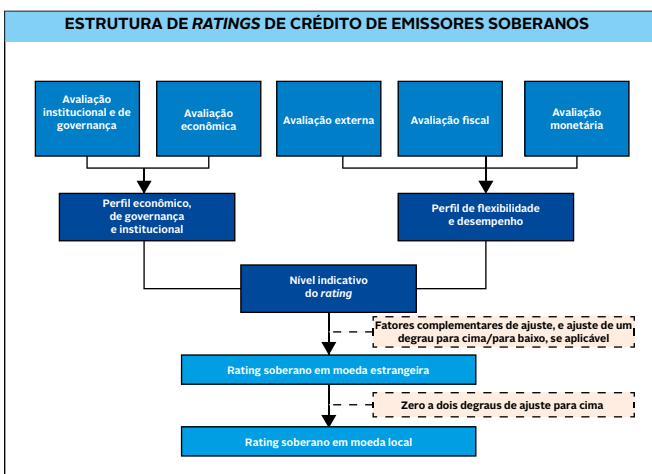 ESTRUTURA DE RATINGS DE CRÉDITO DE EMISSORES SOBERANOS
Avaliação
institucional e de
governança
Avaliação
econômica
Avaliação externa
Avaliação fiscal
Avaliação
monetária
Perfil econômico,
de governança
e institucional
Perfil de flexibilidade
e desempenho
Nível indicativo
do rating
Fatores complementares de ajuste, e ajuste de um
degrau para cima/para baixo, se aplicável
Rating soberano em moeda estrangeira
Zero a dois degraus de ajuste para cima
Rating soberano em moeda local